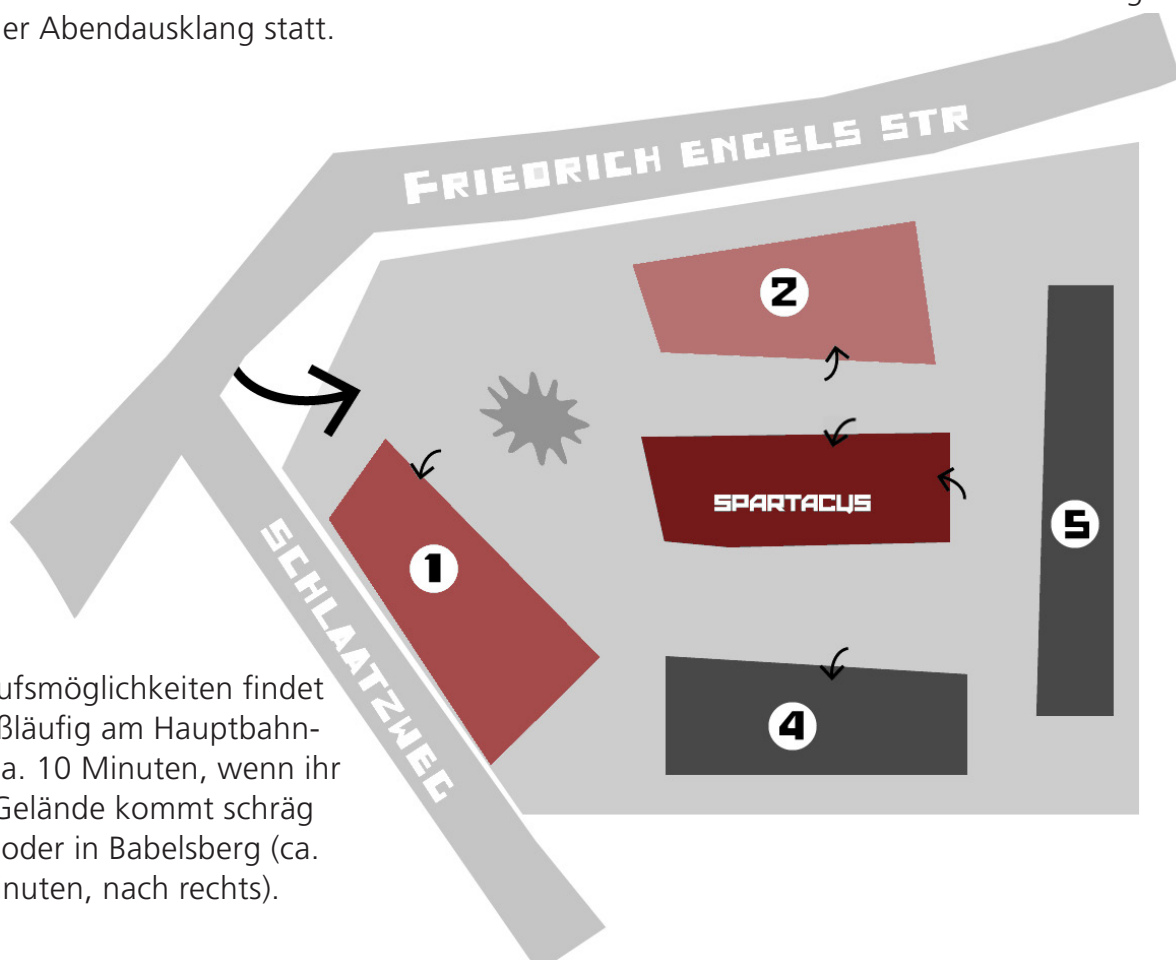 er Abendausklang statt.
FRIEDRICH ENGELS STR
2
SPARTACUS
5
1
SCHLAATZWEG
4
ufsmöglichkeiten findet
ßläufig am Hauptbahn-
a. 10 Minuten, wenn ihr
Gelände kommt schräg
oder in Babelsberg (ca.
nuten, nach rechts).